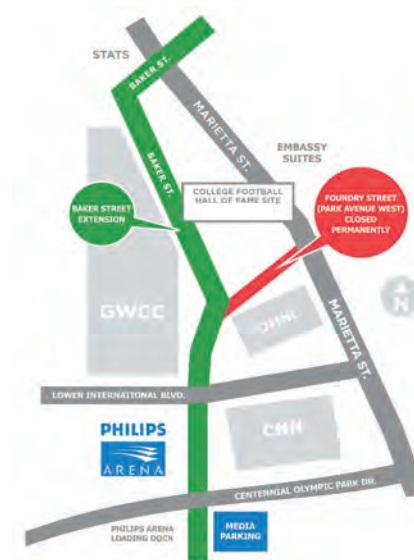 STATS
BAKER ST.
MARIETTA ST.
BAKER ST.
EMBASSY
SUITES
COLLEGE FOOTBALL
HALL OF FAME SITE
BAKER STREET
EXTENSION
FOUNDRY STREET
(PARK AVENUE WEST)
CLOSED
PERMANENTLY
N
GWCC
OMNI
MARIETTA ST.
LOWER INTERNATIONAL BLVD.
PHILIPS
ARENA
CNN
CENTENNIAL OLYMPIC PARK DR.
PHILIPS ARENA
LOADING DOCK
MEDIA
PARKING